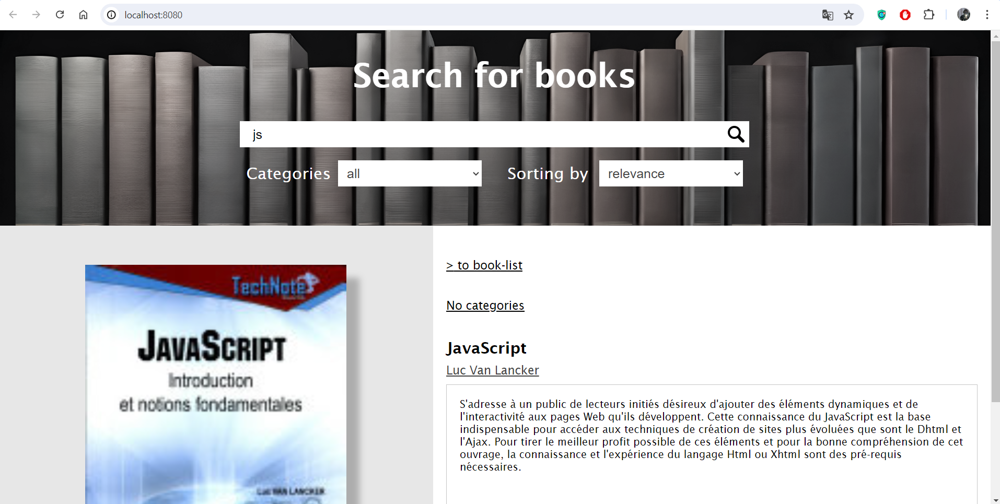 localhost:8080
Search for books
js
Categories
all
Sorting by
relevance
TechNote
JAVASCRIPT
Introduction
et notions fondamentales
Luc VAN LANCKER
> to book-list
No categories
JavaScript
Luc Van Lancker
S'adresse à un public de lecteurs initiés désireux d'ajouter des éléments dynamiques et de
l'interactivité aux pages Web qu'ils développent. Cette connaissance du JavaScript est la base
indispensable pour accéder aux techniques de création de sites plus évoluées que sont le Dhtml et
l'Ajax. Pour tirer le meilleur profit possible de ces éléments et pour la bonne compréhension de cet
ouvrage, la connaissance et l'expérience du langage Html ou Xhtml sont des pré-requis
nécessaires.